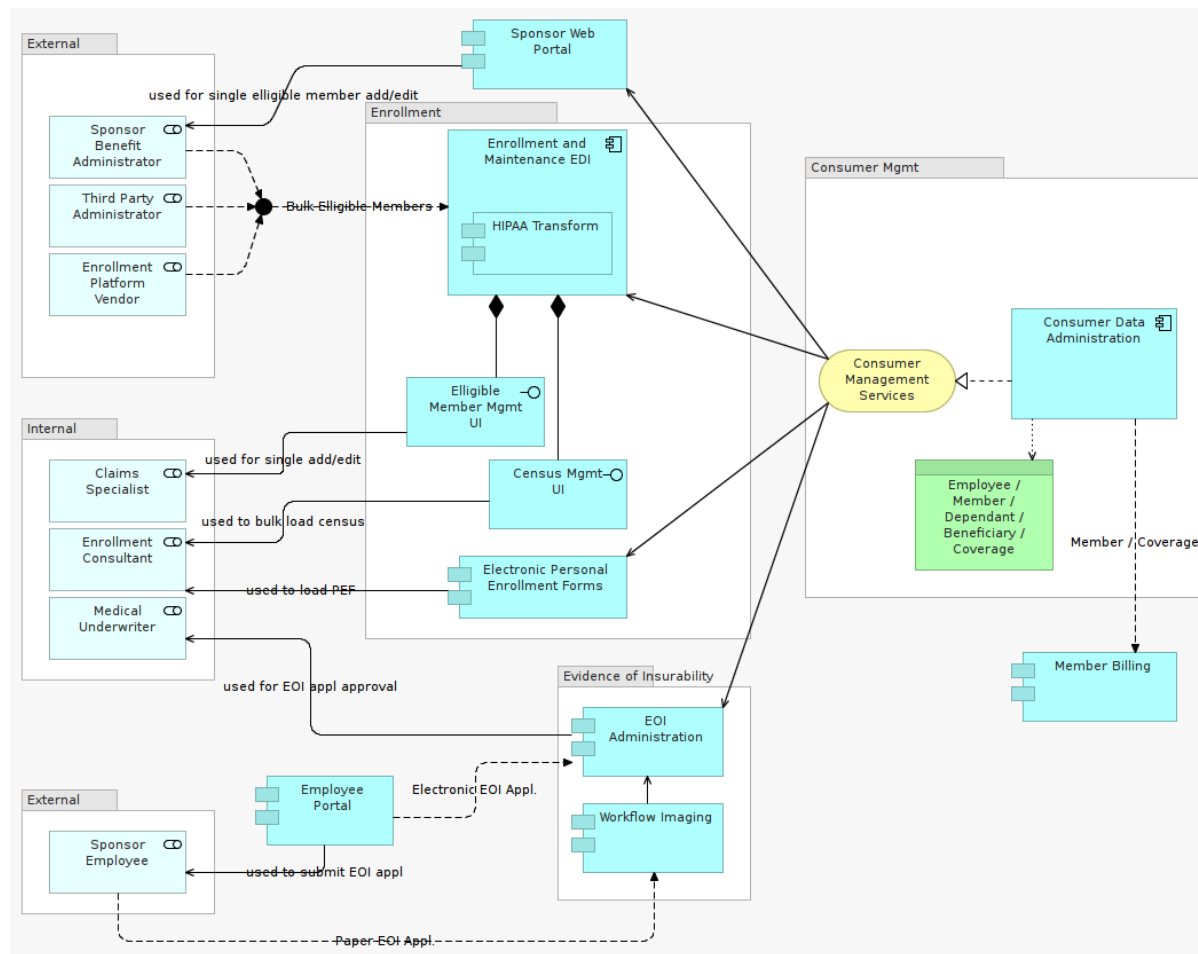 External
Sponsor Web
Portal
used for single elligible member add/edit
Sponsor
Benefit
Administrator
Third Party
Administrator
Enrollment
Platform
Vendor
Bulk Elligible Members
Enrollment
Enrollment and
Maintenance EDI
HIPAA Transform
Elligible
Member Mgmt
UI
Census Mgmt
UI
Electronic Personal
Enrollment Forms
Consumer Mgmt
Consumer Data
Administration
Consumer
Management
Services
Employee /
Member /
Dependant /
Beneficiary /
Coverage
Member / Coverage
Member Billing
Internal
Claims
Specialist
used for single add/edit
Enrollment
Consultant
used to bulk load census
used to load PEF
Medical
Underwriter
used for EOI appl approval
Evidence of Insurability
EOI
Administration
Workflow Imaging
Employee
Portal
Electronic EOI Appl.
External
Sponsor
Employee
used to submit EOI appl
Paper EOI Appl.